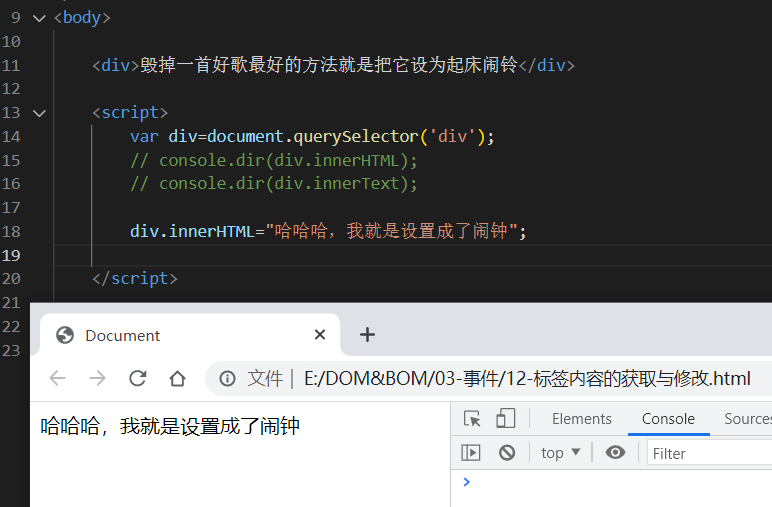 9 <body>
10
11 <div>毁掉一首好歌最好的方法就是把它设为起床闹铃</div>
12
13 <script>
14 var div=document.querySelector('div');
15 // console.dir(div.innerHTML);
16 // console.dir(div.innerText);
17
18 div.innerHTML="哈哈哈，我就是设置成了闹钟";
19
20 </script>
21
22
23
Document
文件 | E:/DOM&BOM/03-事件/12-标签内容的获取与修改.html
哈哈哈，我就是设置成了闹钟
Elements Console Sources
top Filter